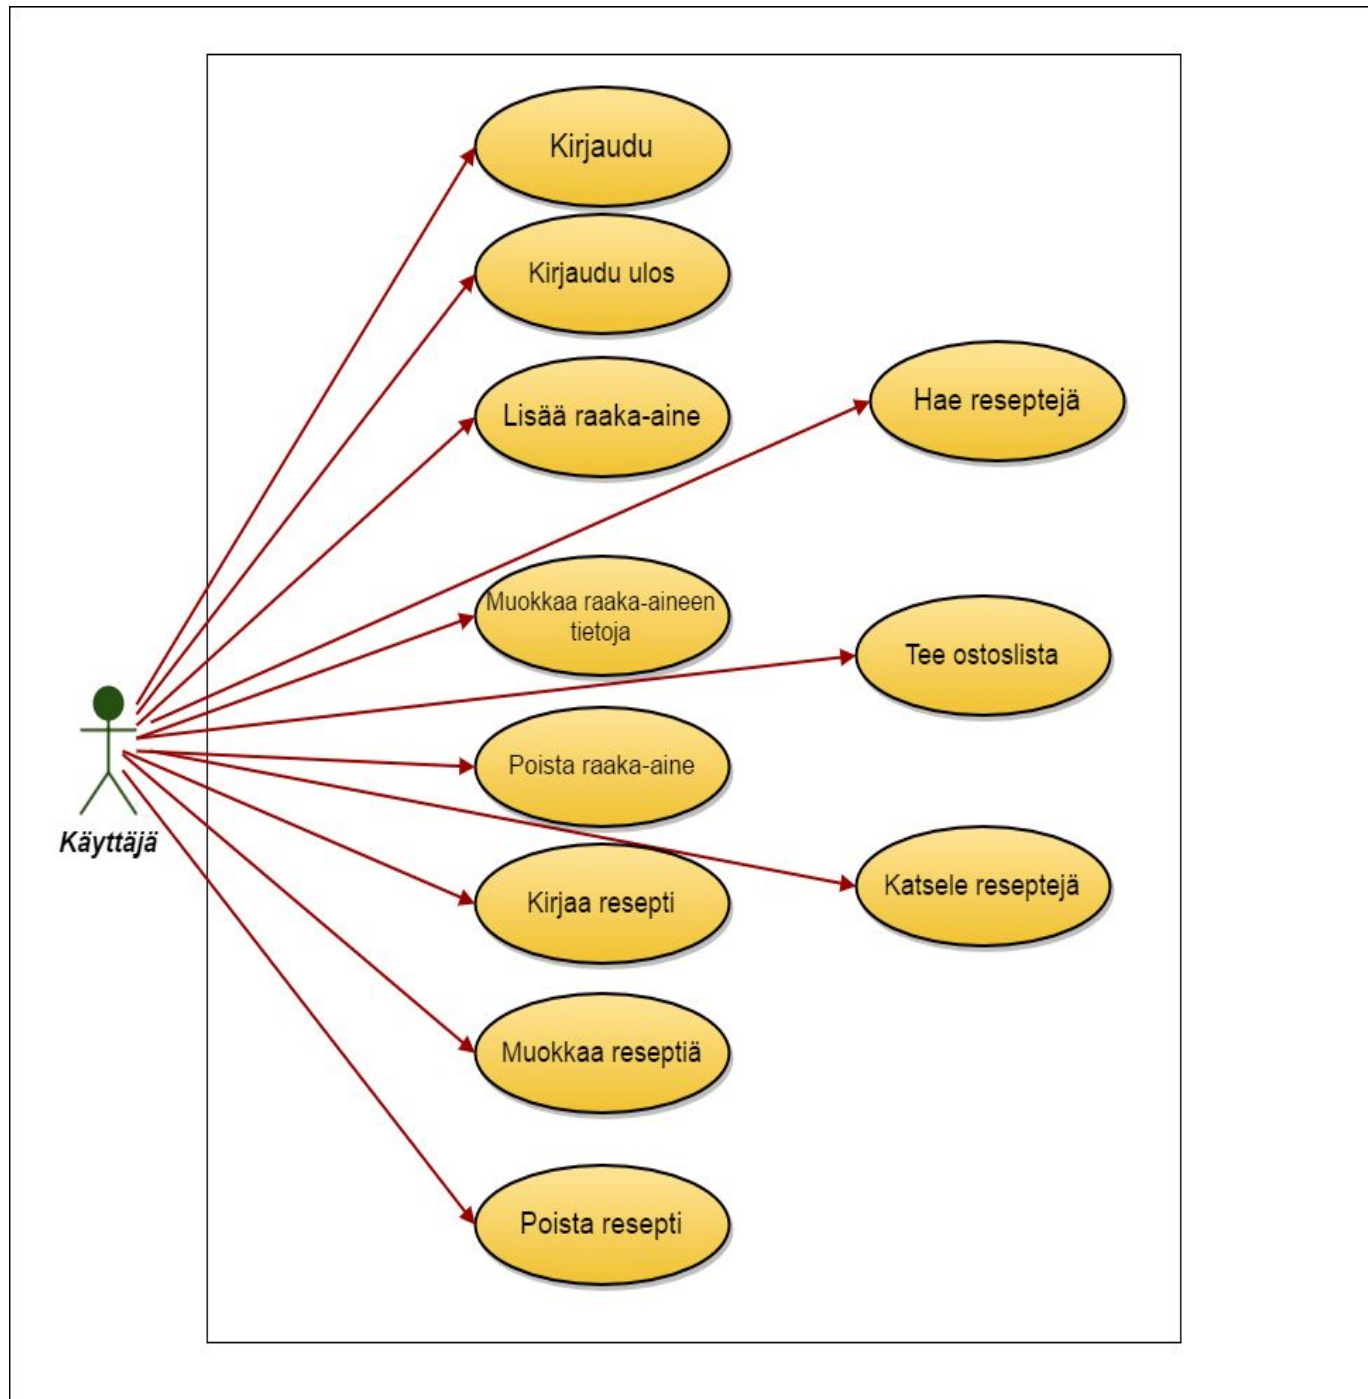 Kirjaudu
Kirjaudu ulos
Lisää raaka-aine
Hae reseptejä
Muokkaa raaka-aineen
tietoja
Tee ostoslista
Poista raaka-aine
Käyttäjä
Kirjaa resepti
Katsele reseptejä
Muokkaa reseptiä
Poista resepti